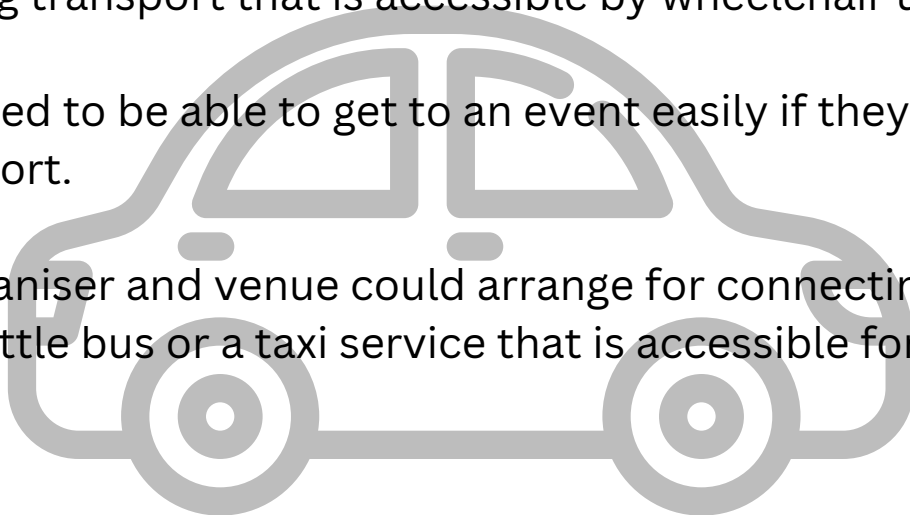 g transport that is accessible by wheelchair u
ed to be able to get to an event easily if they
ort.
aniser and venue could arrange for connectin
ttle bus or a taxi service that is accessible for